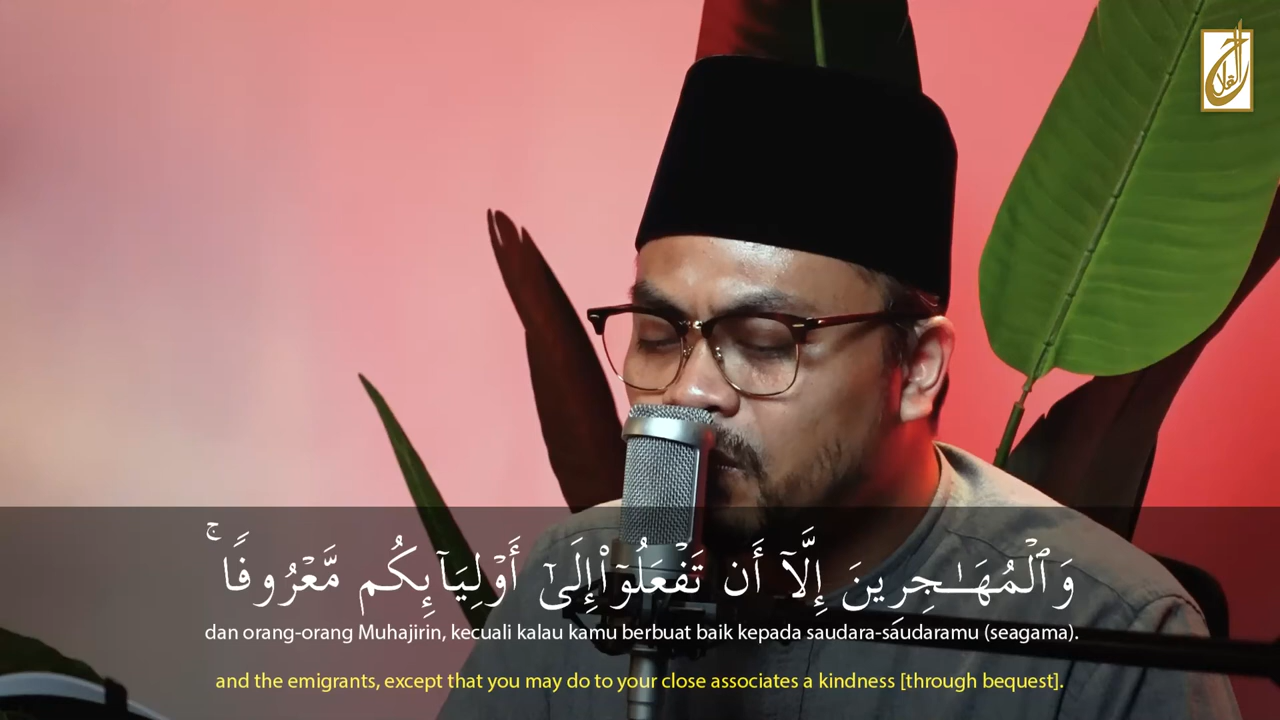 العلا
وَٱلْمُهَـٰجِرِينَ إِلَّآ أَن تَفْعَلُوٓا۟ إِلَىٰٓ أَوْلِيَآئِكُم مَّعْرُوفًا ۚ
dan orang-orang Muhajirin, kecuali kalau kamu berbuat baik kepada saudara-saudaramu (seagama).
and the emigrants, except that you may do to your close associates a kindness [through bequest].